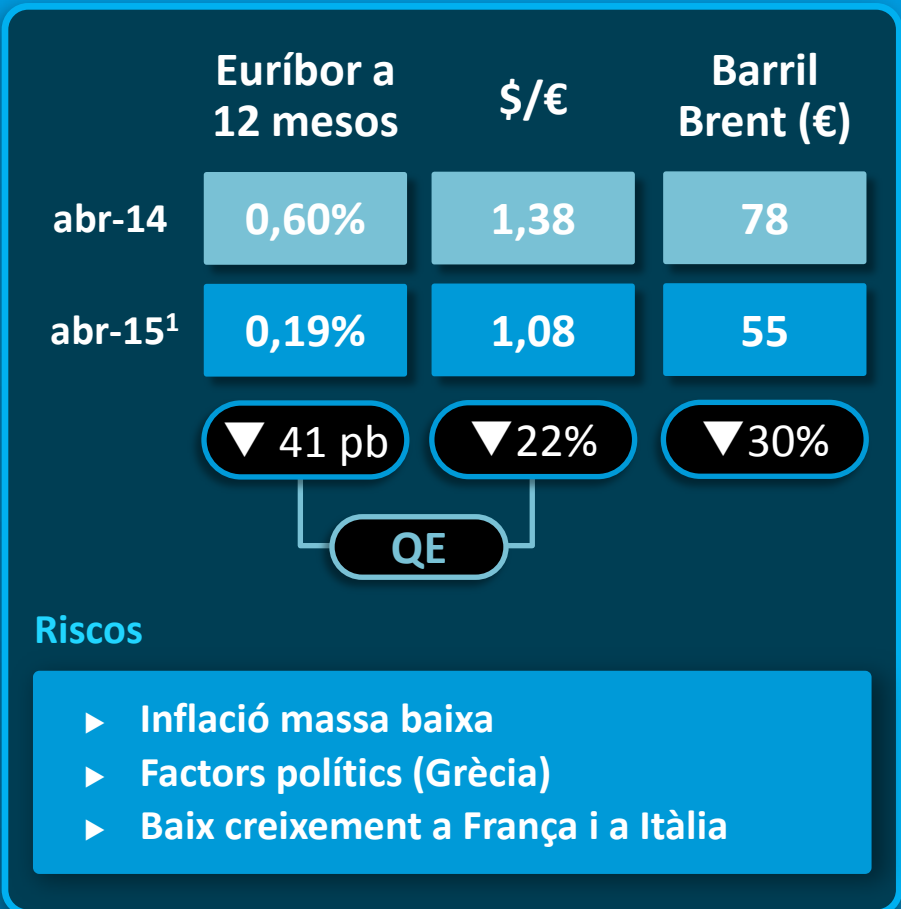 Euríbor a
12 mesos
$/€
Barril
Brent (€)
abr-14 0,60% 1,38 78
abr-15¹ 0,19% 1,08 55
▼ 41 pb ▼22% ▼30%
QE
Riscos
► Inflació massa baixa
► Factors polítics (Grècia)
► Baix creixement a França i a Itàlia